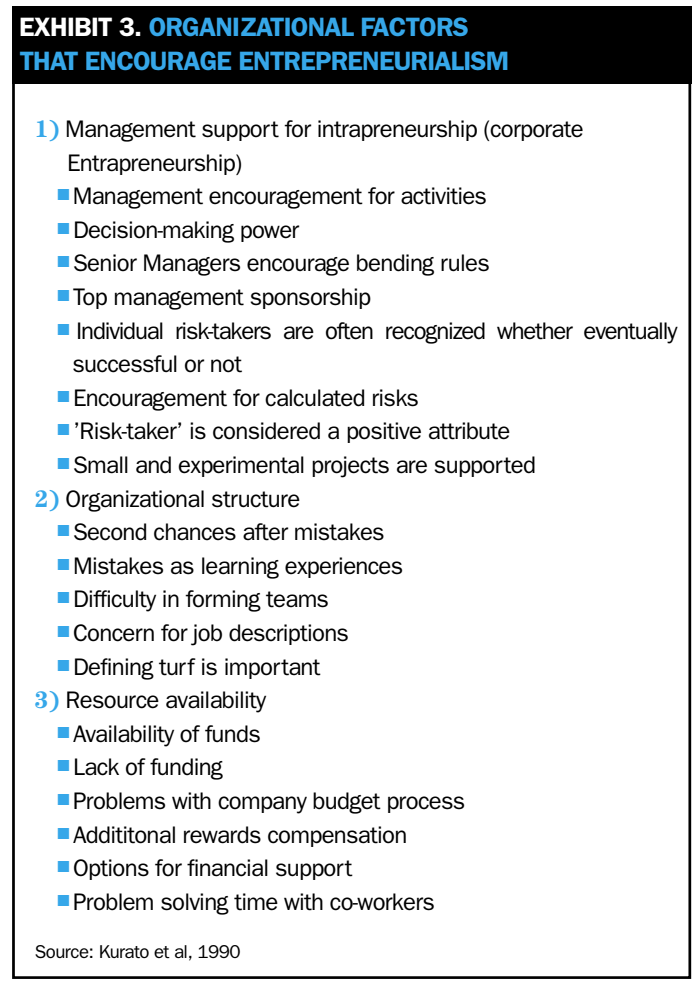 EXHIBIT 3. ORGANIZATIONAL FACTORS
THAT ENCOURAGE ENTREPRENEURIALISM
1) Management support for intrapreneurship (corporate
Entrapreneurship)
■ Management encouragement for activities
■ Decision-making power
■ Senior Managers encourage bending rules
■ Top management sponsorship
■ Individual risk-takers are often recognized whether eventually
successful or not
■ Encouragement for calculated risks
■ ’Risk-taker’ is considered a positive attribute
■ Small and experimental projects are supported
2) Organizational structure
■ Second chances after mistakes
■ Mistakes as learning experiences
■ Difficulty in forming teams
■ Concern for job descriptions
■ Defining turf is important
3) Resource availability
■ Availability of funds
■ Lack of funding
■ Problems with company budget process
■ Addititonal rewards compensation
■ Options for financial support
■ Problem solving time with co-workers
Source: Kurato et al, 1990